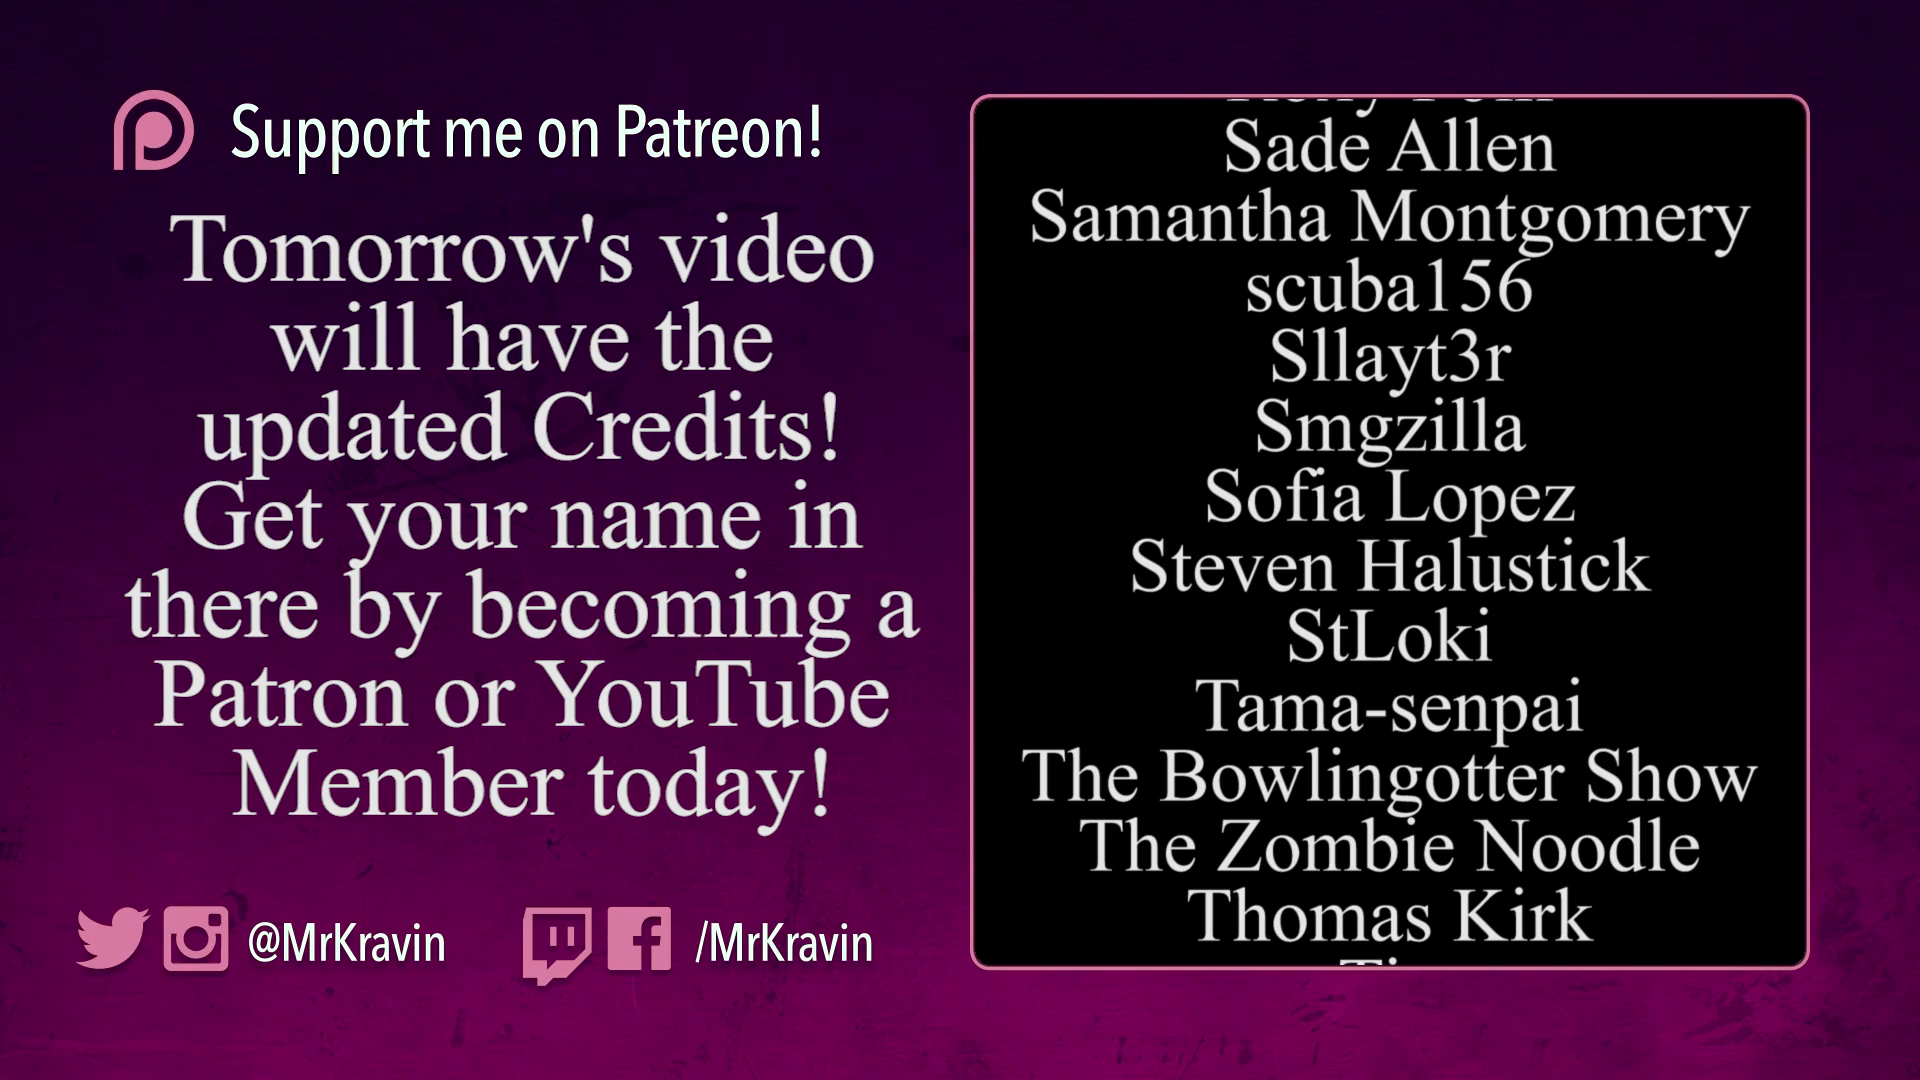 Support me on Patreon!
Tomorrow's video
will have the
updated Credits!
Get your name in
there by becoming a
Patron or YouTube
Member today!
@MrKravin
/MrKravin
Sade Allen
Samantha Montgomery
scuba156
Sllayt3r
Smgzilla
Sofia Lopez
Steven Halustick
StLoki
Tama-senpai
The Bowlingotter Show
The Zombie Noodle
Thomas Kirk